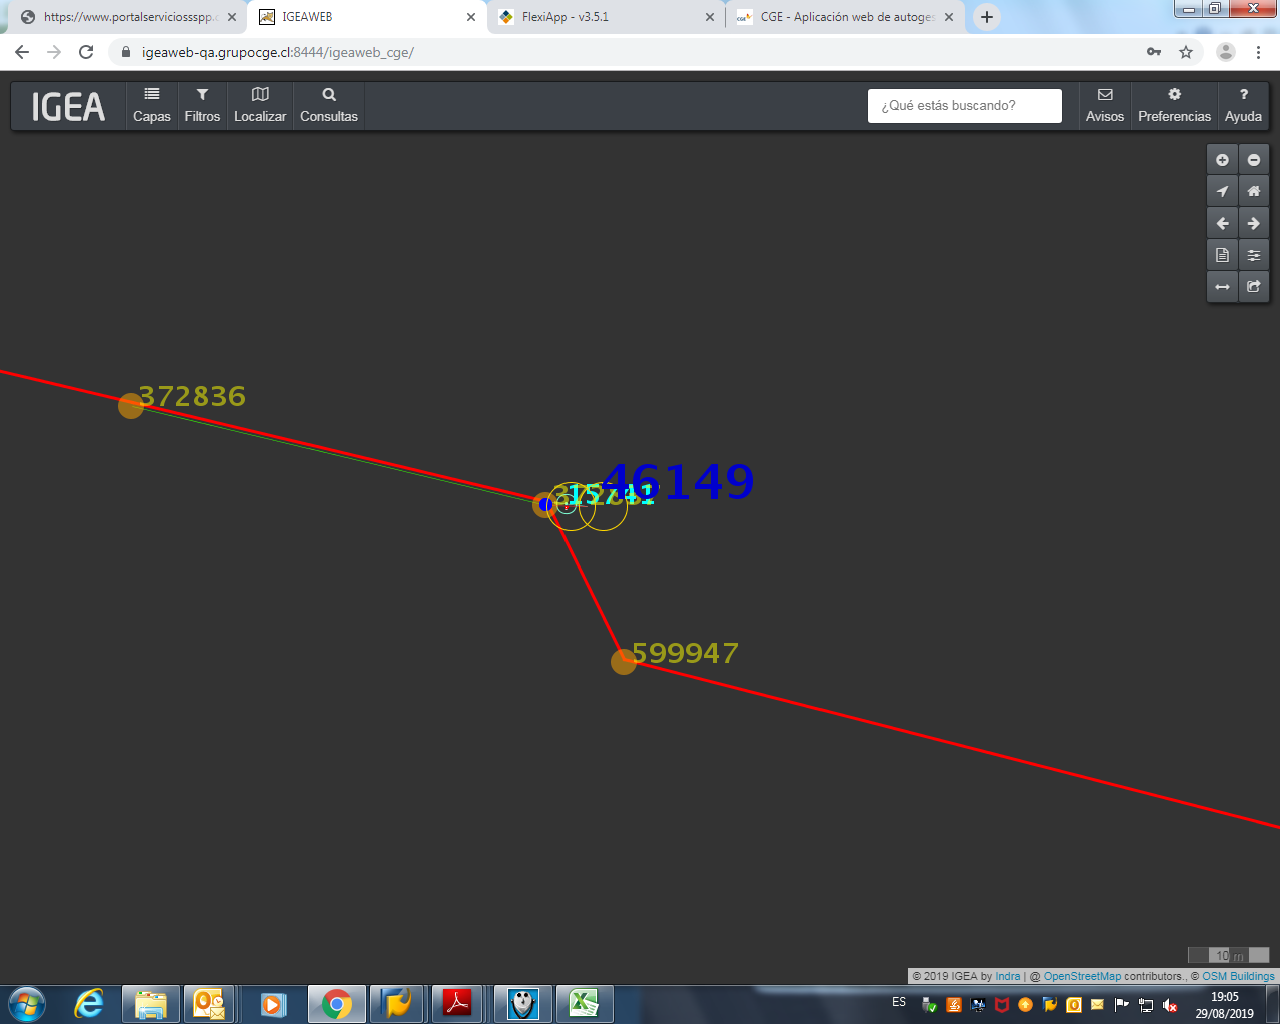 https://www.portalserviciossspp.c
IGEAWEB
FlexiApp - v3.5.1
CGE - Aplicación web de autoges
igeaweb-qa.grupocge.cl:8444/igeaweb_cge/
IGEA
Capas
Filtros
Localizar
Consultas
¿Qué estás buscando?
Avisos
Preferencias
Ayuda
372836
46149
599947
10 m
© 2019 IGEA by Indra | @ OpenStreetMap contributors., © OSM Buildings
ES
19:05
29/08/2019